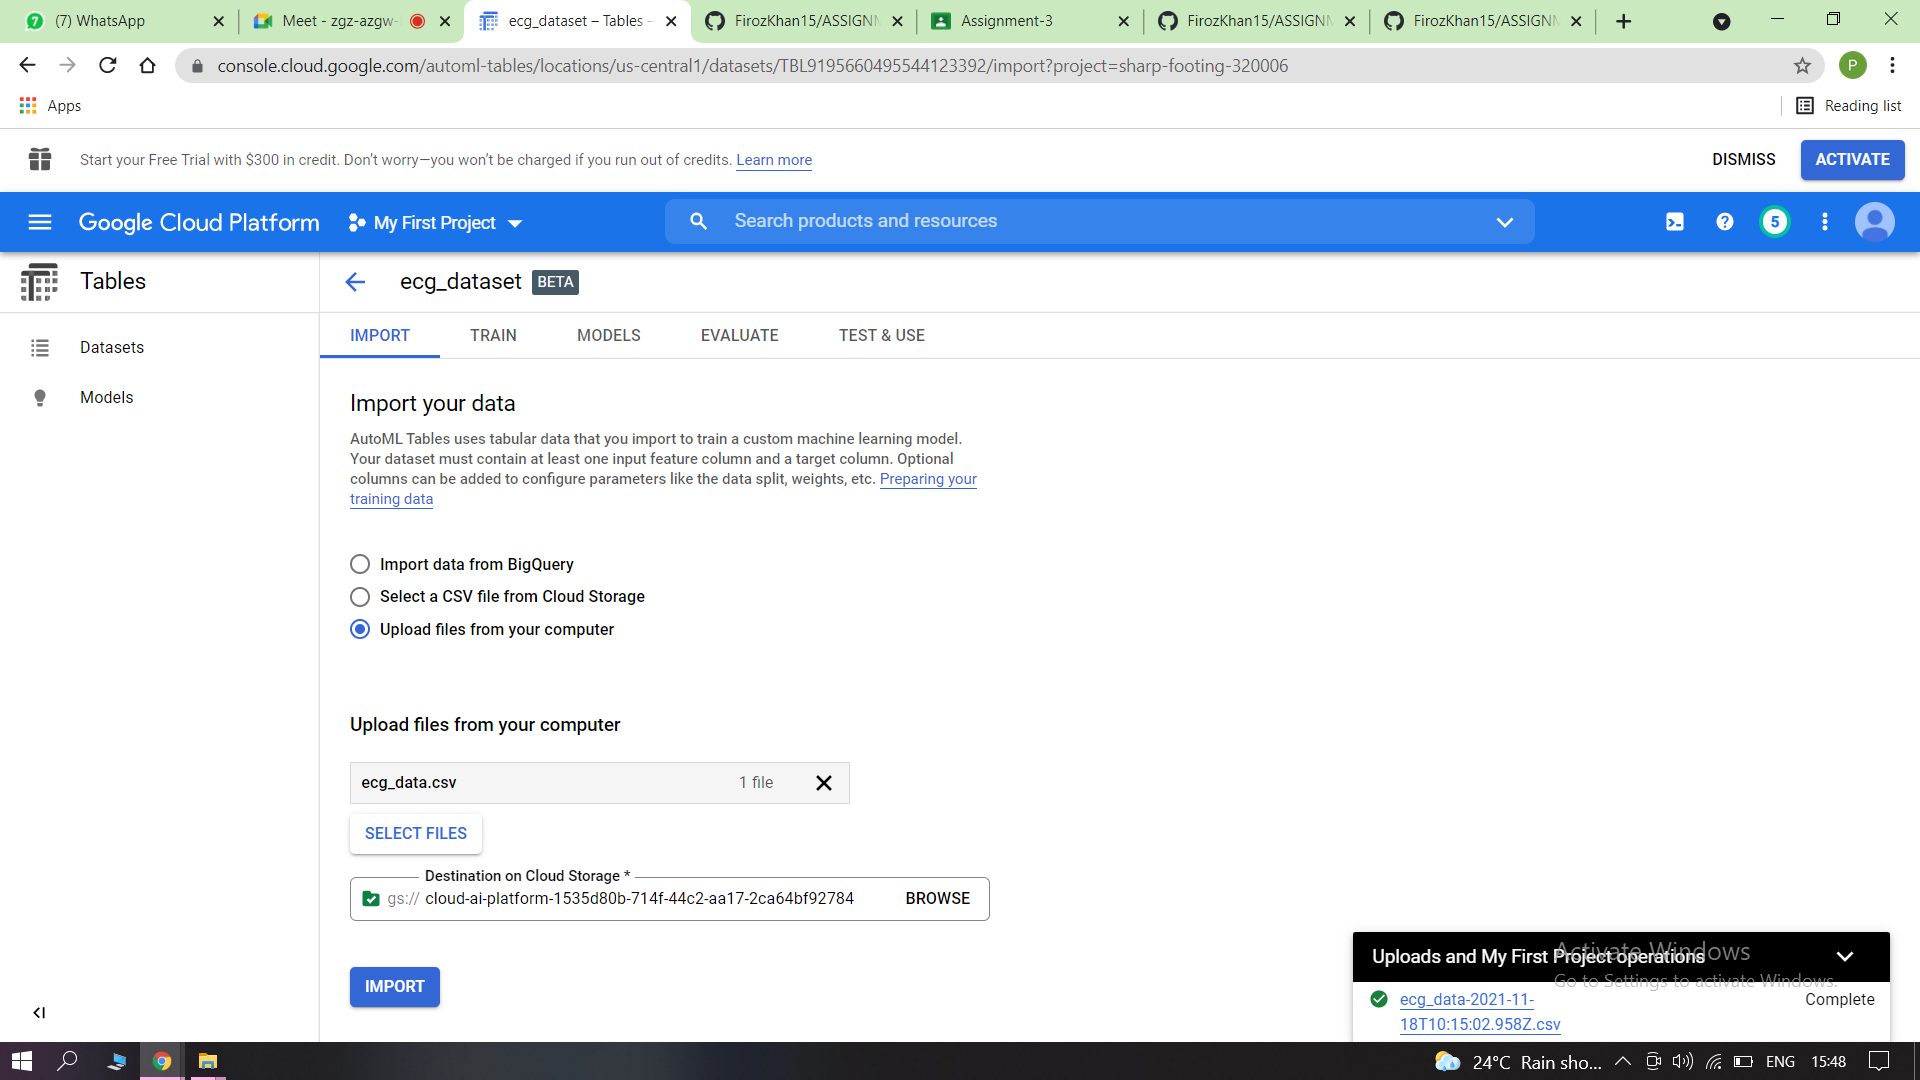 (7) WhatsApp
Meet - zgz-azgw-
ecg_dataset – Tables –
FirozKhan15/ASSIGNM
Assignment-3
FirozKhan15/ASSIGNM
FirozKhan15/ASSIGNM
console.cloud.google.com/automl-tables/locations/us-central1/datasets/TBL9195660495544123392/import?project=sharp-footing-320006
P
Apps
Reading list
Start your Free Trial with $300 in credit. Don’t worry—you won’t be charged if you run out of credits. Learn more
DISMISS
ACTIVATE
Google Cloud Platform
My First Project
Search products and resources
5
Tables
ecg_dataset BETA
IMPORT
TRAIN
MODELS
EVALUATE
TEST & USE
Datasets
Models
Import your data
AutoML Tables uses tabular data that you import to train a custom machine learning model.
Your dataset must contain at least one input feature column and a target column. Optional
columns can be added to configure parameters like the data split, weights, etc. Preparing your
training data
Import data from BigQuery
Select a CSV file from Cloud Storage
Upload files from your computer
Upload files from your computer
ecg_data.csv
1 file
SELECT FILES
Destination on Cloud Storage *
gs:// cloud-ai-platform-1535d80b-714f-44c2-aa17-2ca64bf92784
BROWSE
IMPORT
Uploads and My First Project operations
Activate Windows
Go to Settings to activate Windows.
ecg_data-2021-11-
18T10:15:02.958Z.csv
Complete
24°C Rain sho...
ENG
15:48